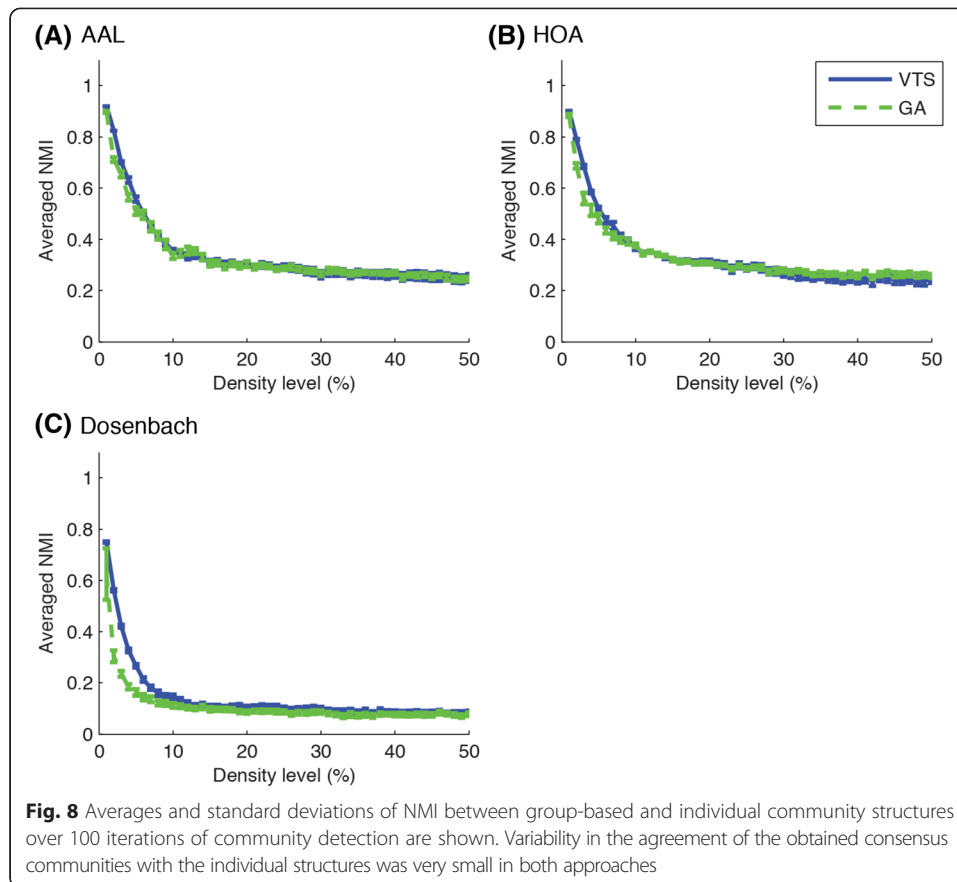 (A) AAL
Averaged NMI
1
0.8
0.6
0.4
0.2
0
0 10 20 30 40 50
Density level (%)
(B) HOA
VTS
GA
Averaged NMI
1
0.8
0.6
0.4
0.2
0
0 10 20 30 40 50
Density level (%)
(C) Dosenbach
Averaged NMI
1
0.8
0.6
0.4
0.2
0
0 10 20 30 40 50
Density level (%)
Fig. 8 Averages and standard deviations of NMI between group-based and individual community structures
over 100 iterations of community detection are shown. Variability in the agreement of the obtained consensus
communities with the individual structures was very small in both approaches